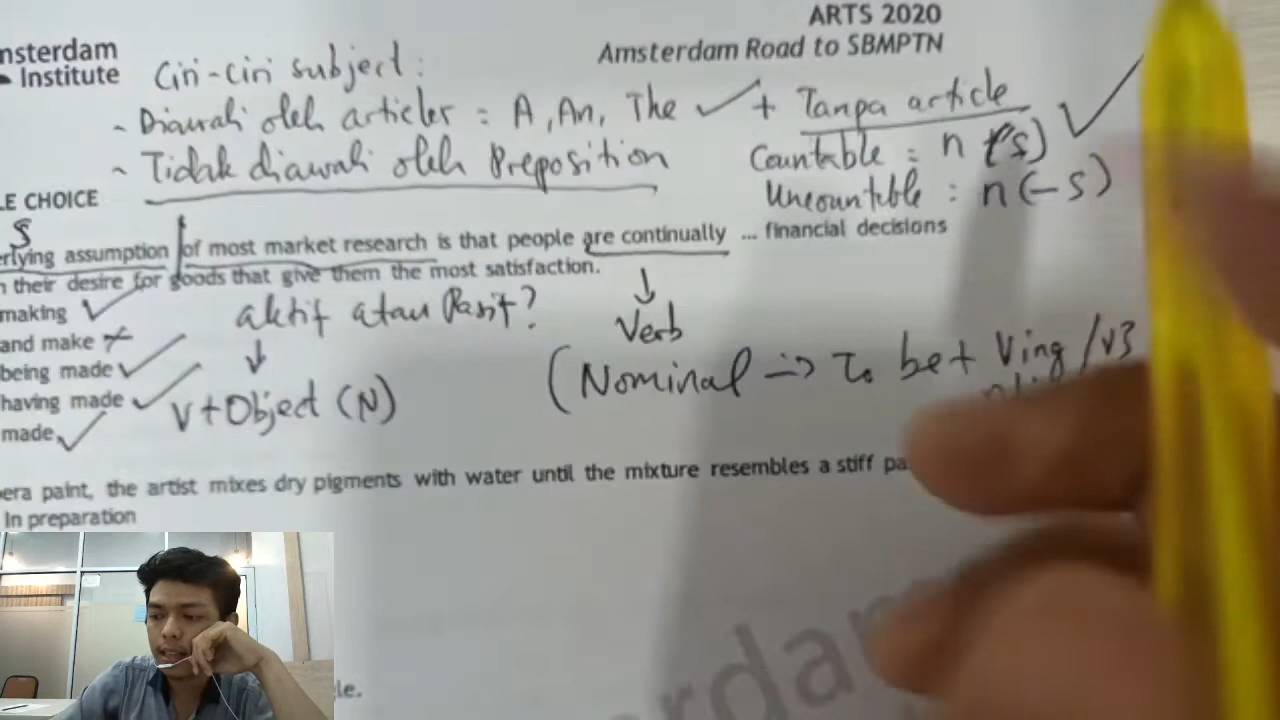 ARTS 2020
msterdam
Amsterdam Road to SBMPTN
Institute
Ciri-ciri subject :
- Diawali oleh articles : A, An, The ✓ + Tanpa article
- Tidak diawali oleh Preposition
Countable : n (s)
Uncountable : n (-s)
LE CHOICE
S
erlying assumption of most market research is that people are continually ... financial decisions
n their desire for goods that give them the most satisfaction.
making
and make
being made
having made
made
aktif atau Pasif?
V + Object (N)
Verb
(Nominal => To be + Ving / V3
era paint, the artist mixes dry pigments with water until the mixture resembles a stiff pa
In preparation
rdam
le.